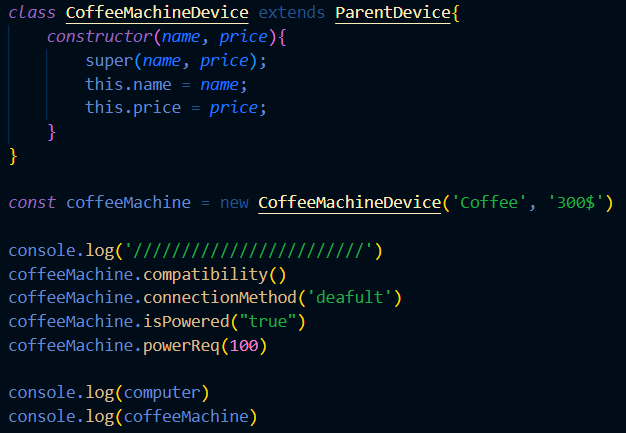 class CoffeeMachineDevice extends ParentDevice{
    constructor(name, price){
        super(name, price);
        this.name = name;
        this.price = price;
    }
}
const coffeeMachine = new CoffeeMachineDevice('Coffee', '300$')
console.log('////////////////////////')
coffeeMachine.compatibility()
coffeeMachine.connectionMethod('deafult')
coffeeMachine.isPowered("true")
coffeeMachine.powerReq(100)
console.log(computer)
console.log(coffeeMachine)